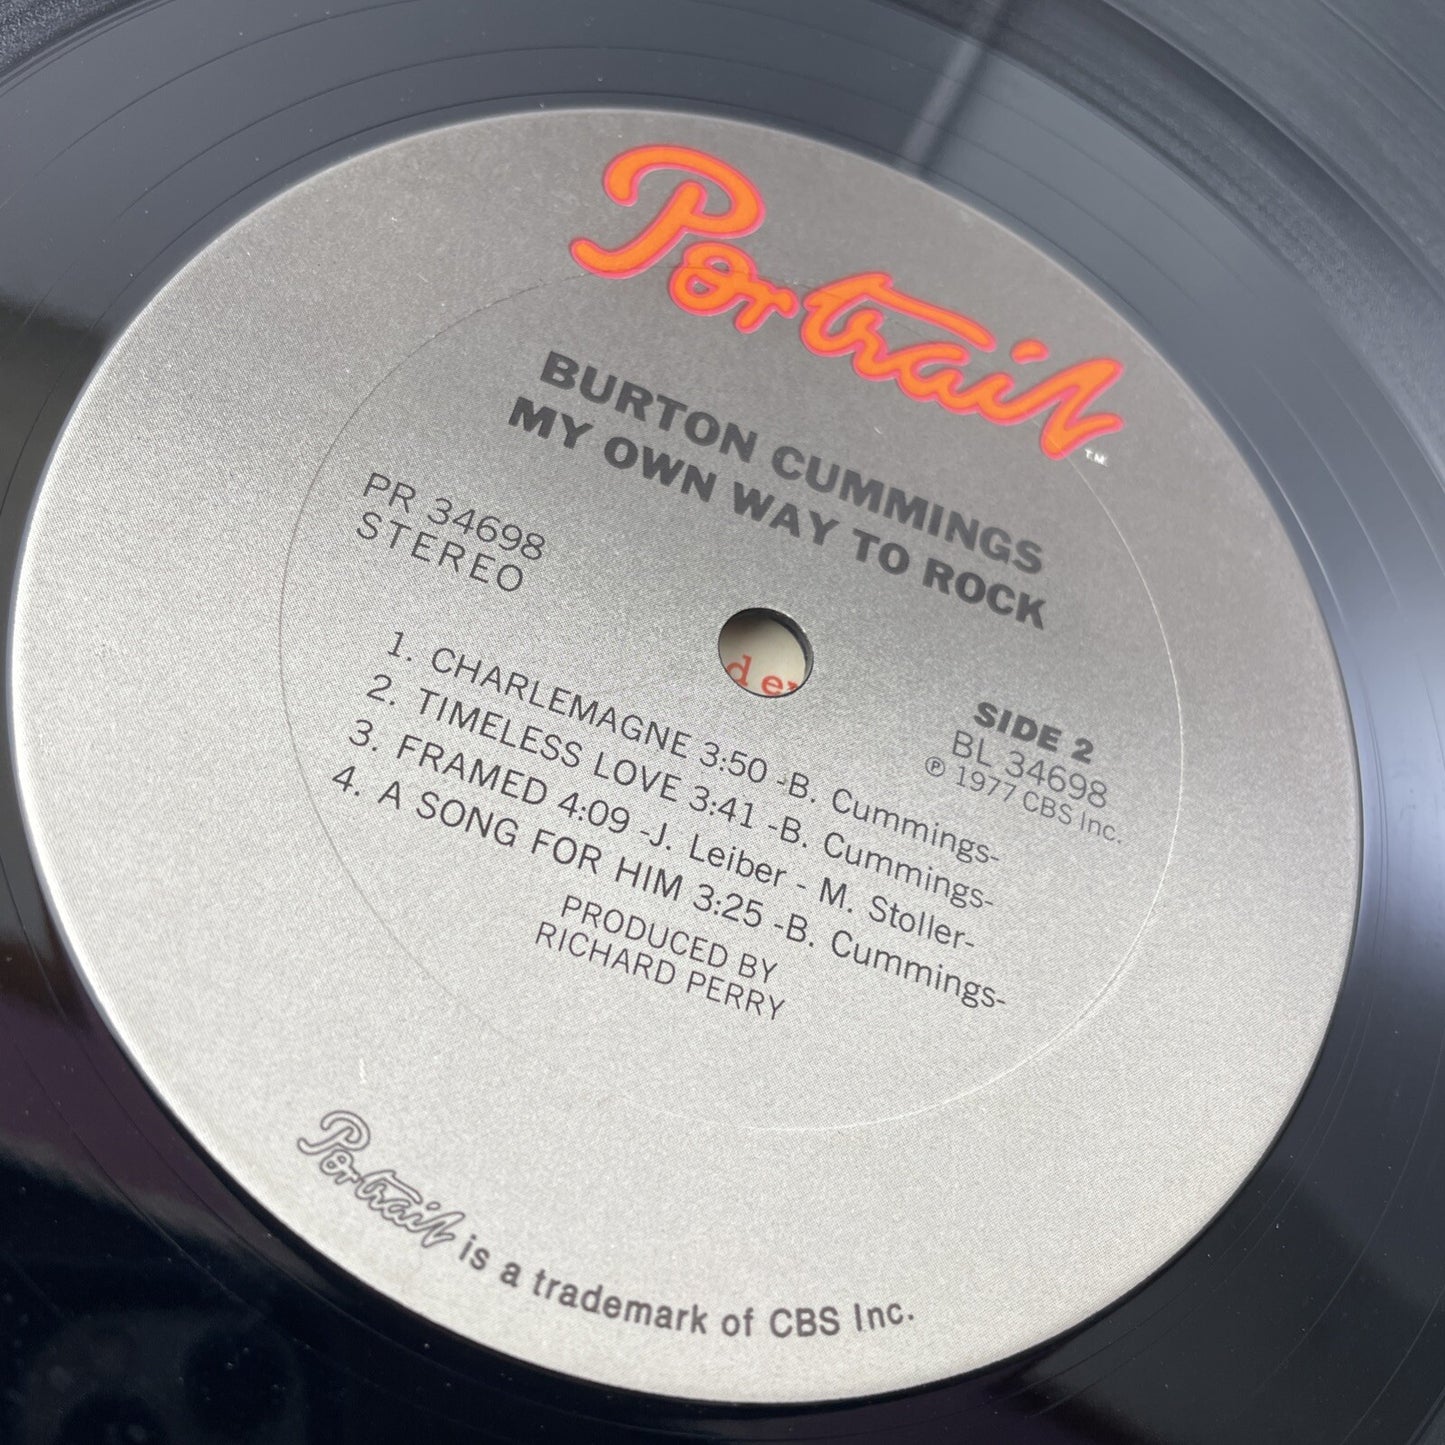 Portrait
T.M.
BURTON CUMMINGS
MY OWN WAY TO ROCK
PR 34698
STEREO
SIDE 2
BL 34698
℗ 1977 CBS Inc.
1. CHARLEMAGNE 3:50 -B. Cummings-
2. TIMELESS LOVE 3:41 -B. Cummings-
3. FRAMED 4:09 -J. Leiber - M. Stoller-
4. A SONG FOR HIM 3:25 -B. Cummings-
PRODUCED BY
RICHARD PERRY
Portrait is a trademark of CBS Inc.